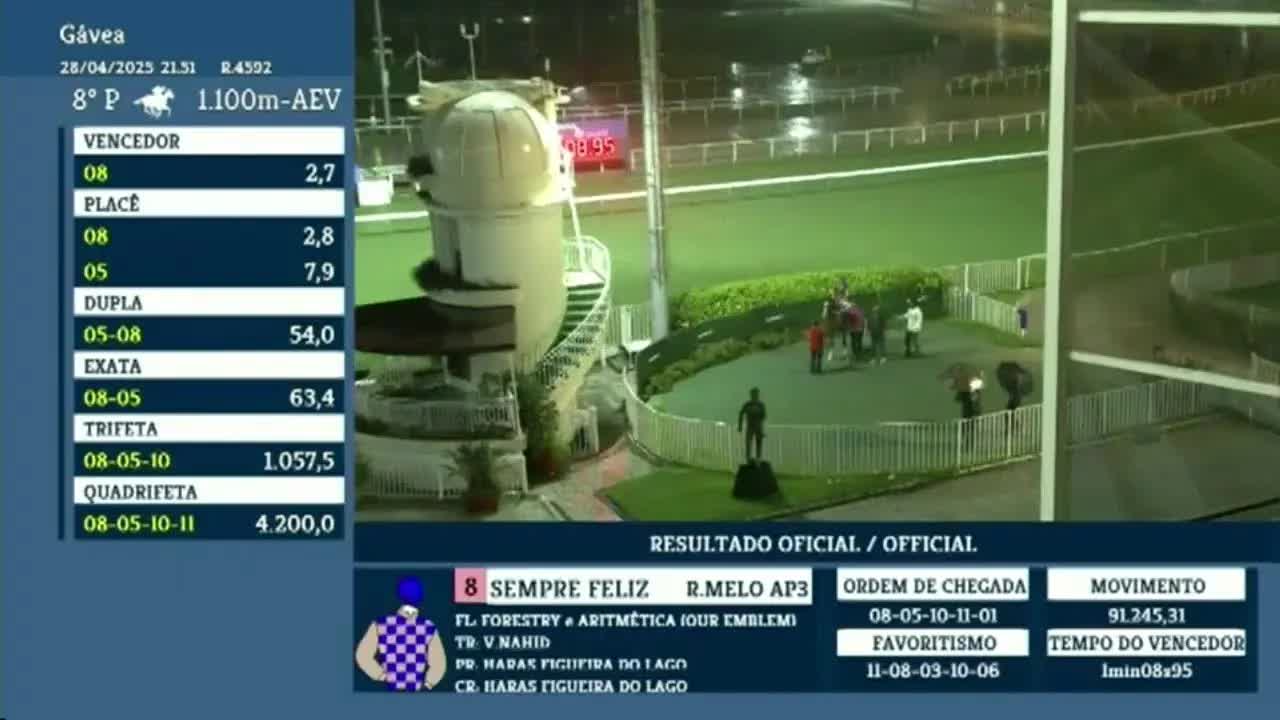 Gávea
28/04/2025 21.51 R.4592
8° P 1.100m-AEV
VENCEDOR
08 2,7
PLACÊ
08 2,8
05 7,9
DUPLA
05-08 54,0
EXATA
08-05 63,4
TRIFETA
08-05-10 1.057,5
QUADRIFETA
08-05-10-11 4.200,0
08.95
RESULTADO OFICIAL / OFFICIAL
8 SEMPRE FELIZ R.MELO AP3
FL: FORESTRY e ARITMÉTICA (OUR EMBLEM)
TR: V.NAHID
PR: HARAS FIGUEIRA DO LAGO
CR: HARAS FIGUEIRA DO LAGO
ORDEM DE CHEGADA
08-05-10-11-01
FAVORITISMO
11-08-03-10-06
MOVIMENTO
91.245,31
TEMPO DO VENCEDOR
1min08s95